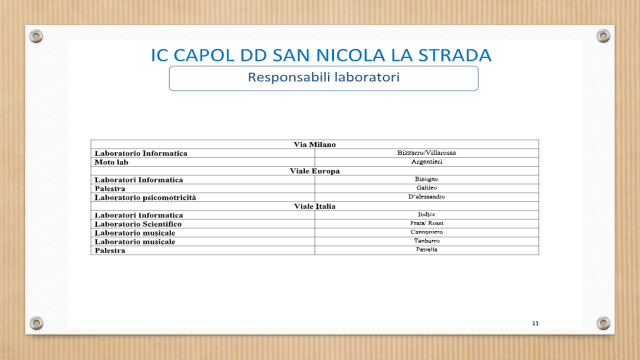 IC CAPOL DD SAN NICOLA LA STRADA
Responsabili laboratori
Via Milano
Laboratorio Informatica Bizzarro/Villarossa
Moto lab Argentieri
Viale Europa
Laboratori Informatica Bisogno
Palestra Galileo
Laboratorio psicomotricità D'alessandro
Viale Italia
Laboratori Informatica Iodice
Laboratorio Scientifico Fraia/ Rossi
Laboratorio musicale Cannoniero
Laboratorio musicale Tamburro
Palestra Petrella
11